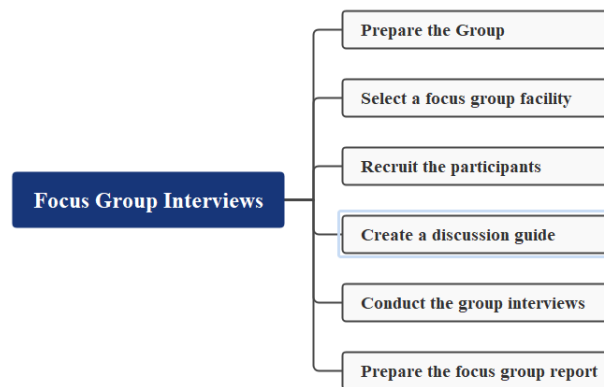 Focus Group Interviews
Prepare the Group
Select a focus group facility
Recruit the participants
Create a discussion guide
Conduct the group interviews
Prepare the focus group report